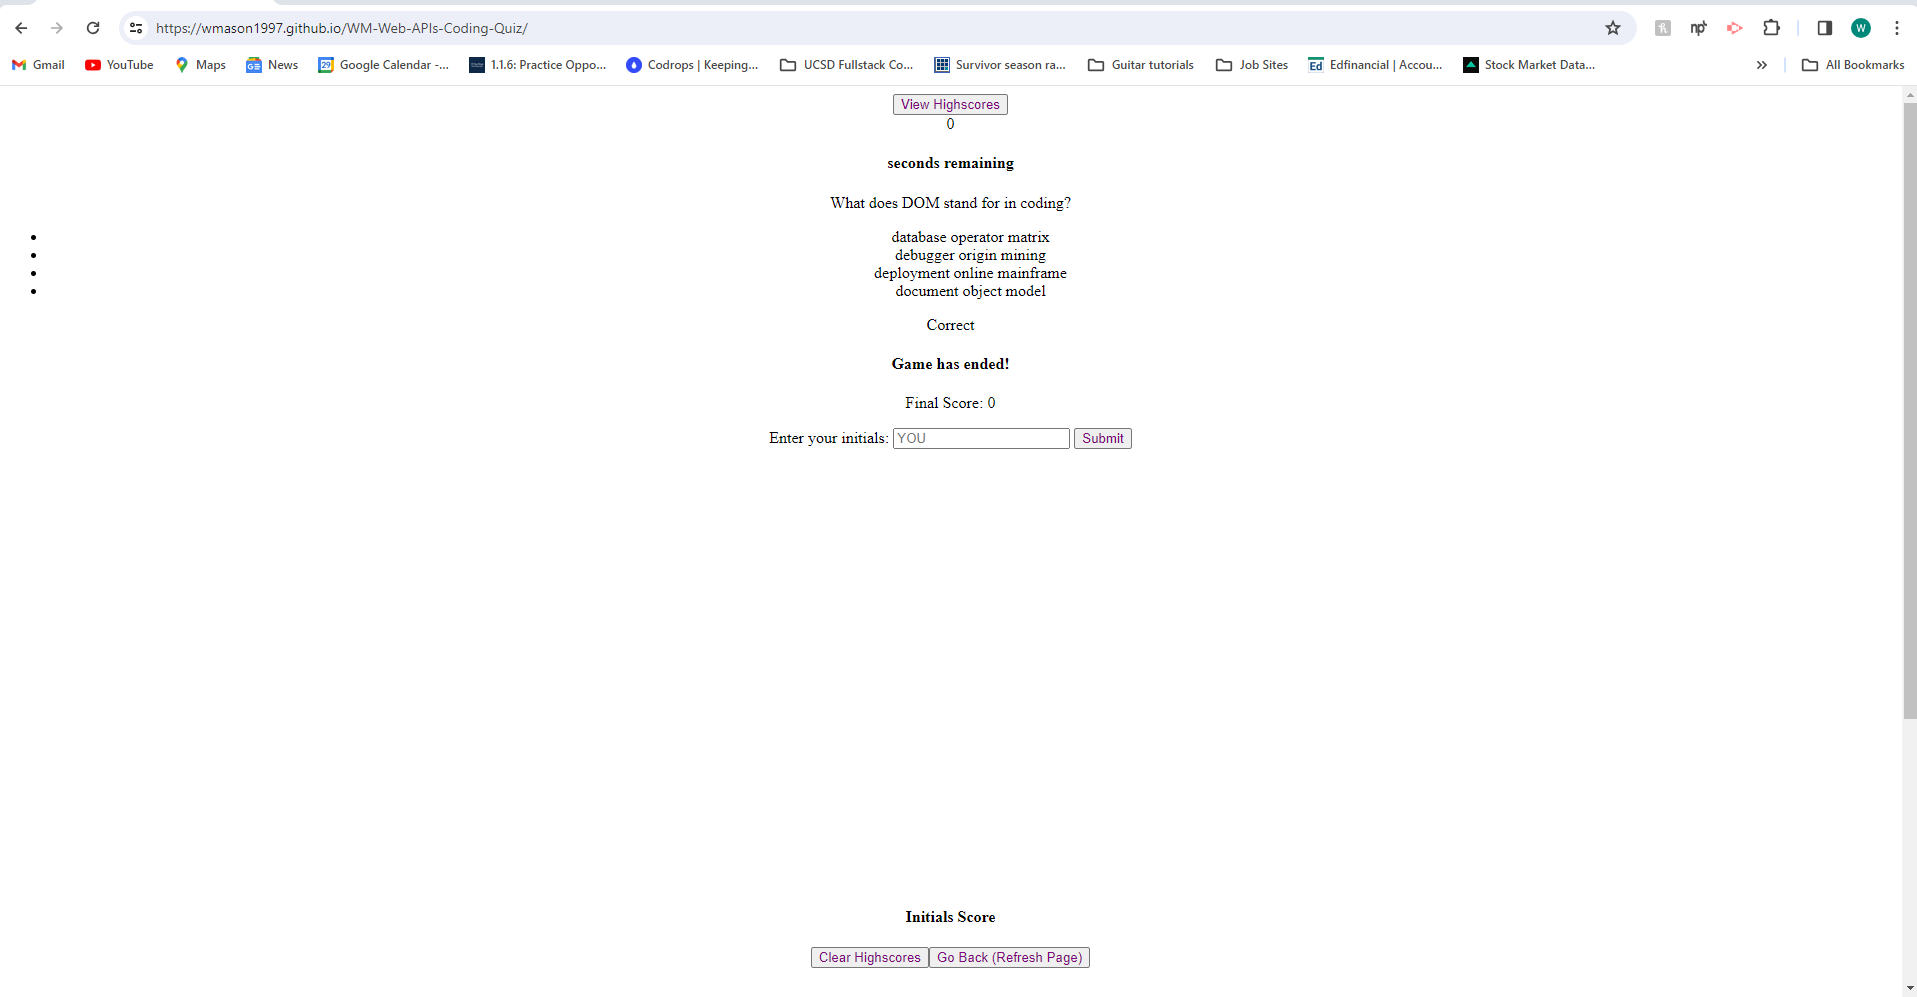 https://wmason1997.github.io/WM-Web-APIs-Coding-Quiz/
np
W
Gmail YouTube Maps News 29 Google Calendar -... 1.1.6: Practice Oppo... Codrops | Keeping... UCSD Fullstack Co... Survivor season ra... Guitar tutorials Job Sites Ed Edfinancial | Accou... Stock Market Data... » All Bookmarks
View Highscores
0
seconds remaining
What does DOM stand for in coding?
database operator matrix
debugger origin mining
deployment online mainframe
document object model
Correct
Game has ended!
Final Score: 0
Enter your initials: YOU Submit
Initials Score
Clear Highscores Go Back (Refresh Page)